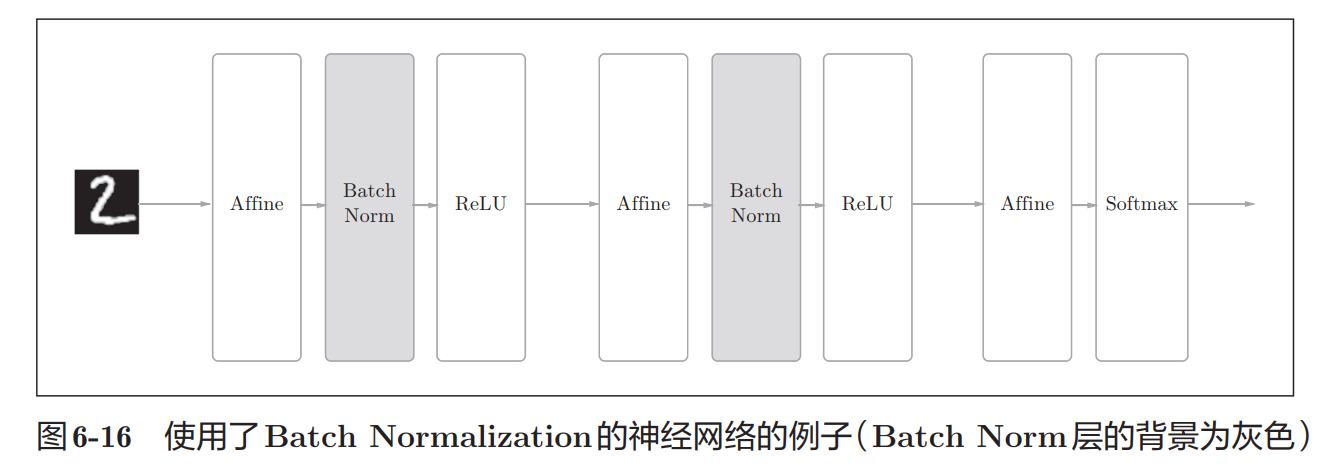 2
Affine
Batch
Norm
ReLU
Affine
Batch
Norm
ReLU
Affine
Softmax
图6-16 使用了Batch Normalization的神经网络的例子（Batch Norm层的背景为灰色）